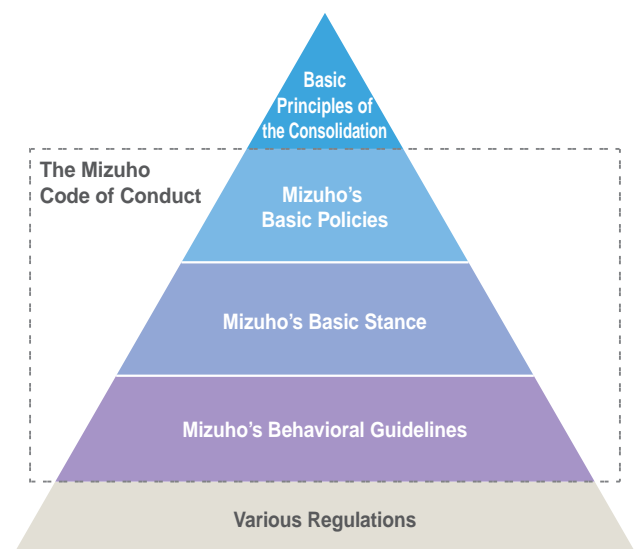 Basic
Principles of
the Consolidation
The Mizuho
Code of Conduct
Mizuho’s
Basic Policies
Mizuho’s Basic Stance
Mizuho’s Behavioral Guidelines
Various Regulations